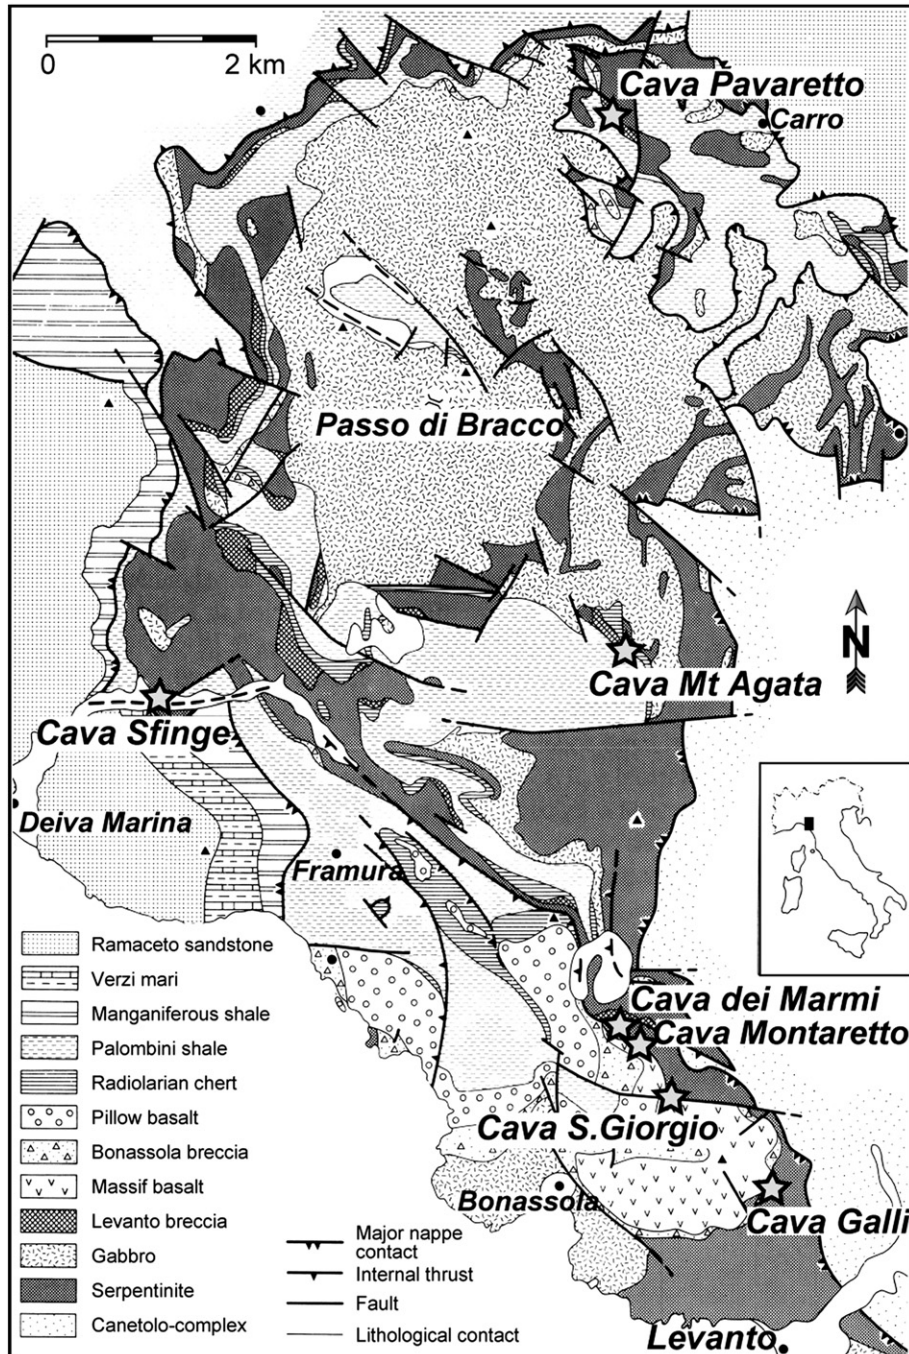 0
2 km
Cava Pavaretto
Carro
Passo di Bracco
Cava Mt Agata
N
Cava Sfinge
Deiva Marina
Framura
Cava dei Marmi
Cava Montaretto
Cava S.Giorgio
Bonassola
Cava Galli
Levanto
Ramaceto sandstone
Verzi marl
Manganiferous shale
Palombini shale
Radiolarian chert
Pillow basalt
Bonassola breccia
Massif basalt
Levanto breccia
Gabbro
Serpentinite
Canetolo-complex
Major nappe
contact
Internal thrust
Fault
Lithological contact